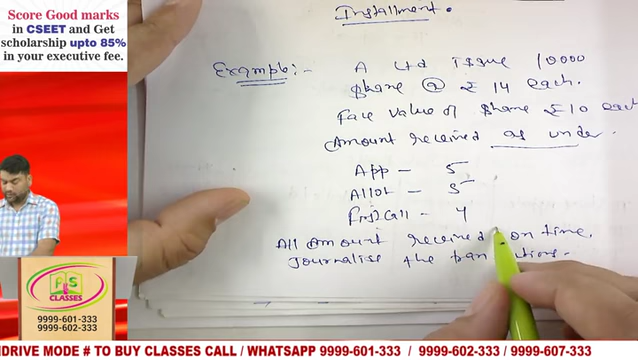 Score Good marks
in CSEET and Get
scholarship upto 85%
in your executive fee.
Installment.
Example:- A Ltd issue 10000
Share @ ₹ 14 each.
Face value of Share ₹ 10 each
Amount received as under.
App - 5
Allot - 5
First Call - 4
All amount received on time.
Journalise the transactions.
CLASSES
9999-601-333
9999-602-333
NDRIVE MODE # TO BUY CLASSES CALL / WHATSAPP 9999-601-333 / 9999-602-333 / 9999-607-333